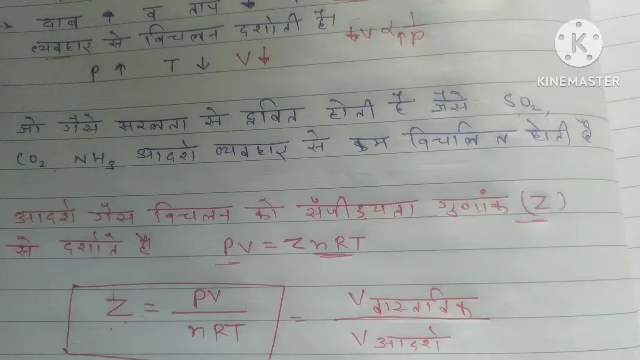 दाब ↑ व ताप ↓
व्यवहार से विचलन दर्शाती है।
↓V ∝ 1/↑P
P ↑ T ↓ V ↓
KINEMASTER
जो गैसे सरलता से द्रवित होती है जैसे SO2,
CO2 NH3 आदर्श व्यवहार से कम विचलित होती है
आदर्श गैस विचलन को संपीड्यता गुणांक (Z)
से दर्शाते है PV = ZnRT
Z = PV/nRT = V वास्तविक/V आदर्श